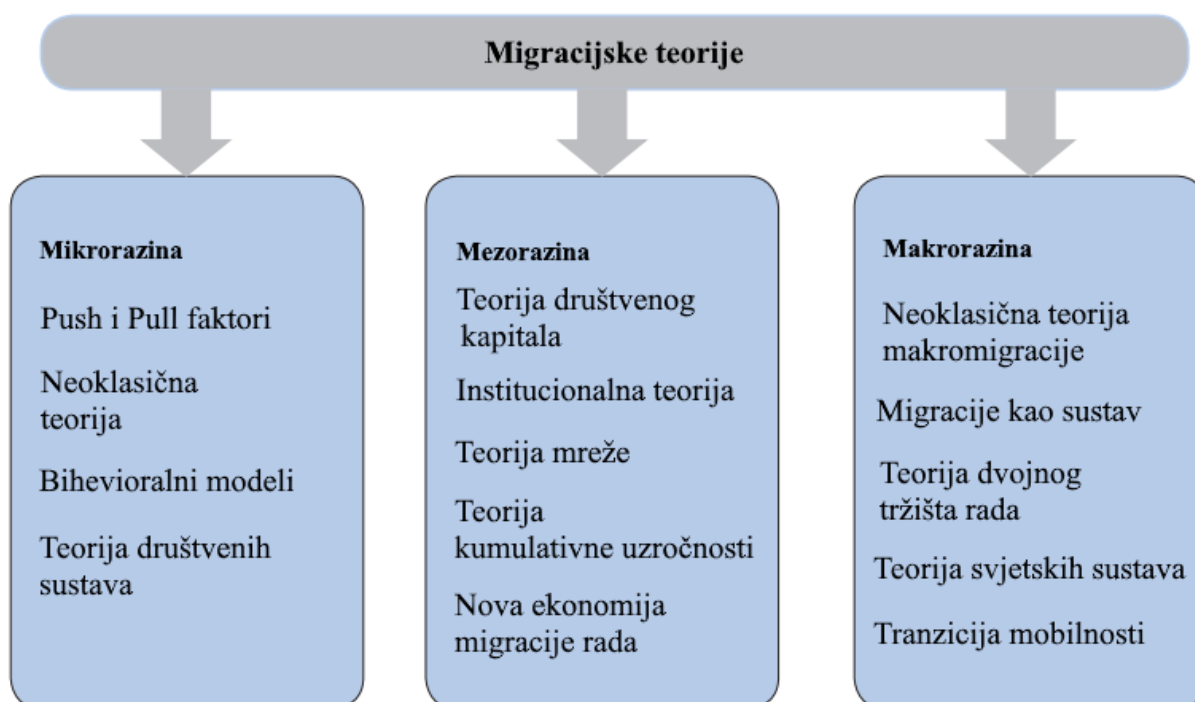 Migracijske teorije
Mikrorazina
Push i Pull faktori
Neoklasična
teorija
Bihevioralni modeli
Teorija društvenih
sustava
Mezorazina
Teorija društvenog
kapitala
Institucionalna teorija
Teorija mreže
Teorija
kumulativne uzročnosti
Nova ekonomija
migracije rada
Makrorazina
Neoklasična teorija
makromigracije
Migracije kao sustav
Teorija dvojnog
tržišta rada
Teorija svjetskih sustava
Tranzicija mobilnosti